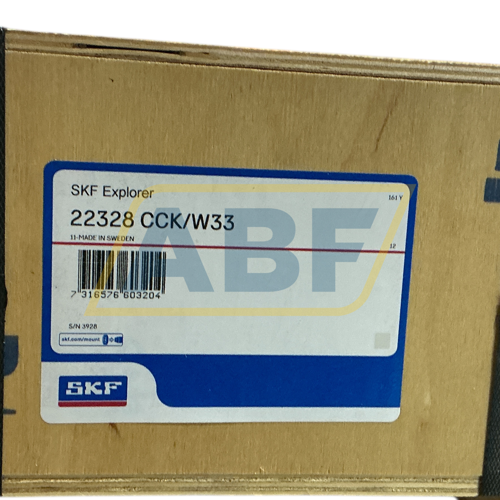 SKF Explorer
161 Y
22328 CCK/W33
11-MADE IN SWEDEN
12
7 316576 603204
S/N 3928
skf.com/mount
SKF
ABF